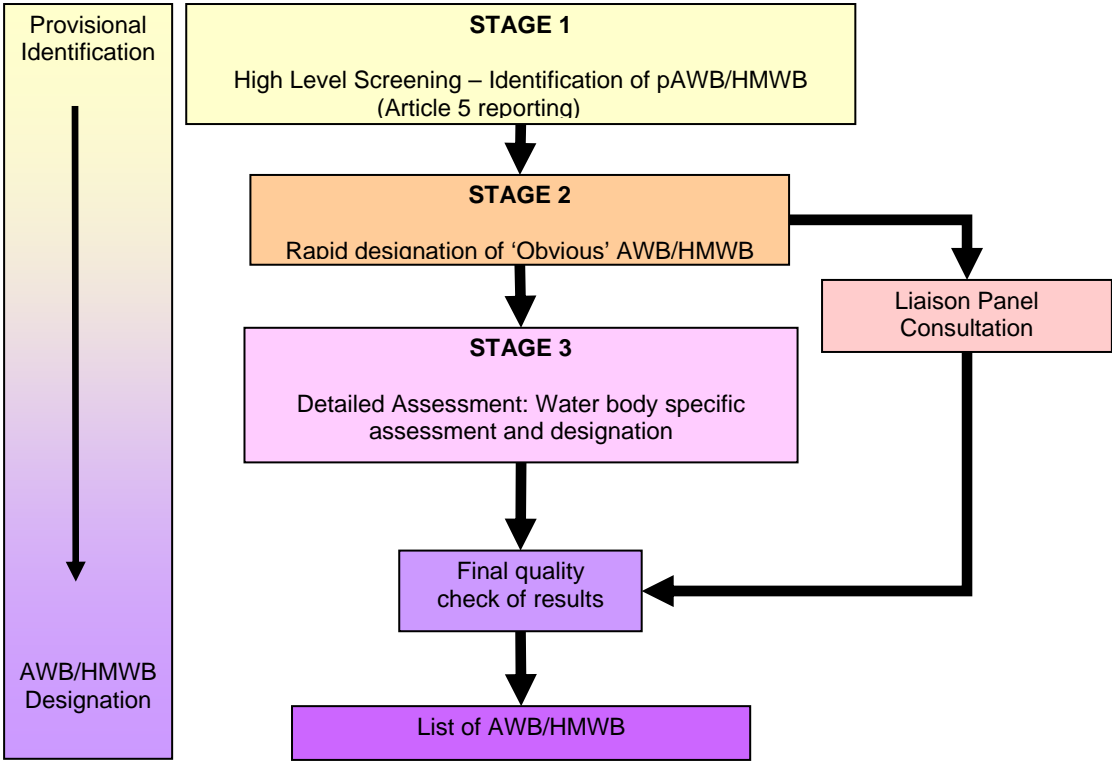 Provisional
Identification
AWB/HMWB
Designation
STAGE 1
High Level Screening – Identification of pAWB/HMWB
(Article 5 reporting)
STAGE 2
Rapid designation of ‘Obvious’ AWB/HMWB
Liaison Panel
Consultation
STAGE 3
Detailed Assessment: Water body specific
assessment and designation
Final quality
check of results
List of AWB/HMWB